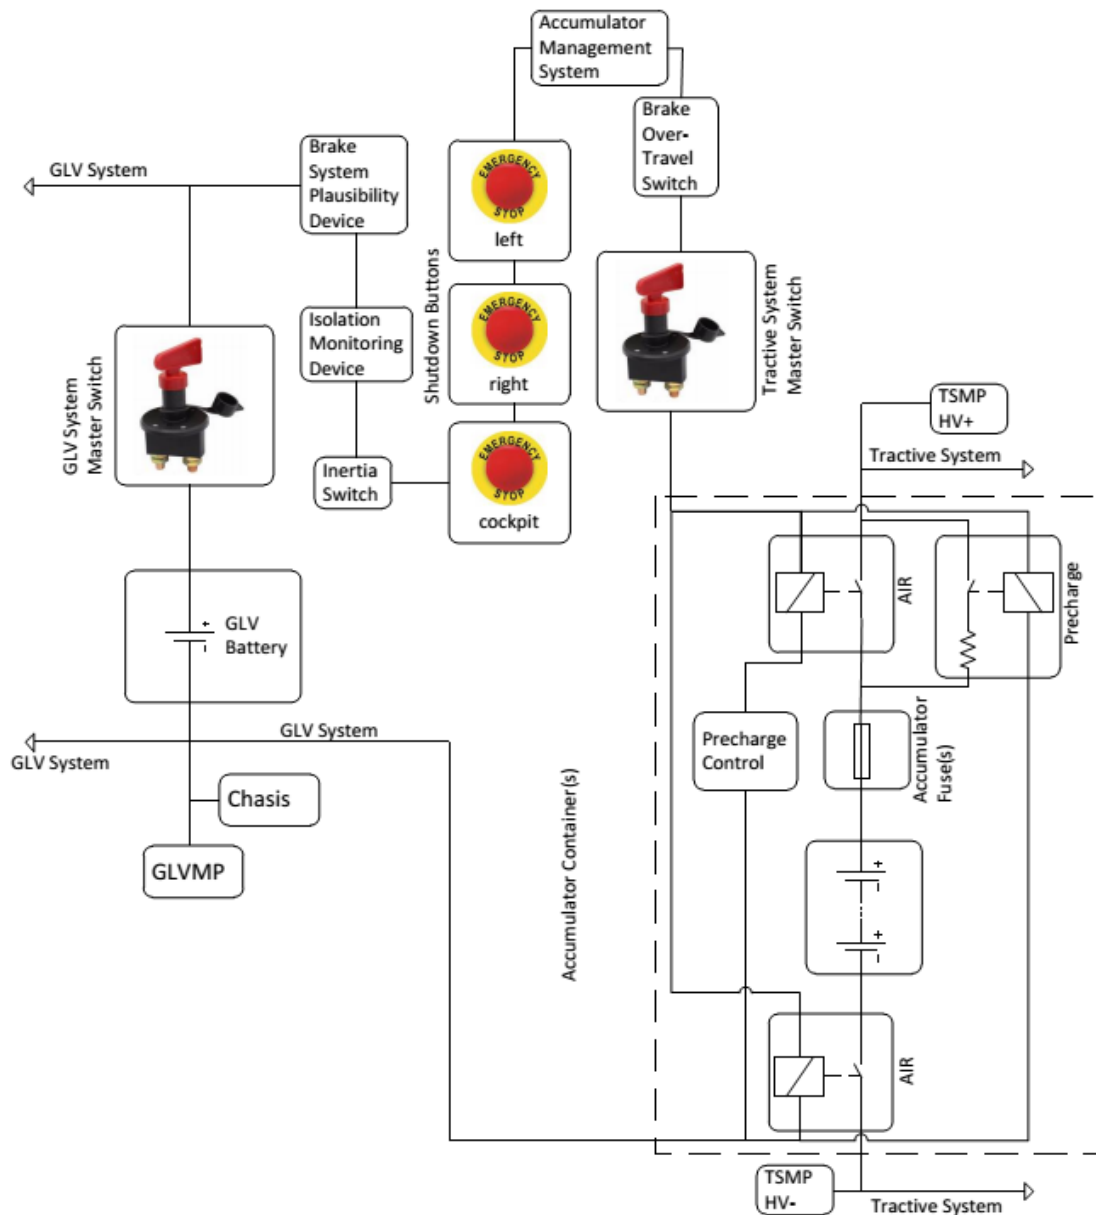 Accumulator
Management
System
Brake
Over-
Travel
Switch
Brake
System
Plausibility
Device
GLV System
EMERGENCY
STOP
left
Isolation
Monitoring
Device
Shutdown Buttons
EMERGENCY
STOP
right
Tractive System
Master Switch
GLV System
Master Switch
Inertia
Switch
EMERGENCY
STOP
cockpit
TSMP
HV+
Tractive System
AIR
Precharge
+
GLV
Battery
-
GLV System
GLV System
Precharge
Control
Accumulator
Fuse(s)
Chasis
GLVMP
Accumulator Container(s)
+
-
+
-
AIR
TSMP
HV-
Tractive System